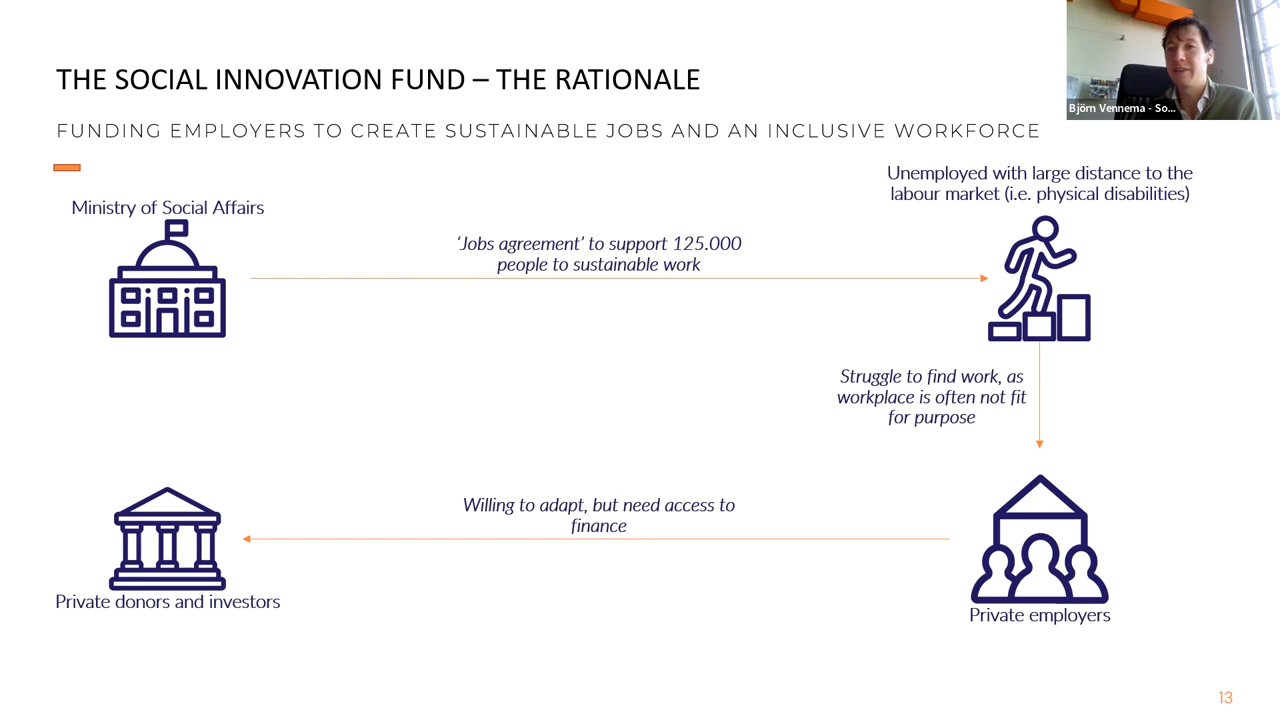 THE SOCIAL INNOVATION FUND – THE RATIONALE
Björn Vennema - So...
FUNDING EMPLOYERS TO CREATE SUSTAINABLE JOBS AND AN INCLUSIVE WORKFORCE
Unemployed with large distance to the
labour market (i.e. physical disabilities)
Ministry of Social Affairs
‘Jobs agreement’ to support 125.000
people to sustainable work
Struggle to find work, as
workplace is often not fit
for purpose
Willing to adapt, but need access to
finance
Private donors and investors
Private employers
13